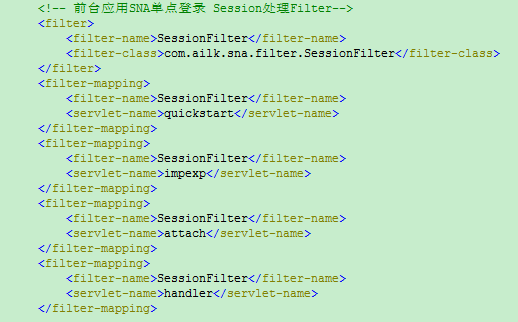 <!-- 前台应用SNA单点登录 Session处理Filter-->
<filter>
<filter-name>SessionFilter</filter-name>
<filter-class>com.ailk.sna.filter.SessionFilter</filter-class>
</filter>
<filter-mapping>
<filter-name>SessionFilter</filter-name>
<servlet-name>quickstart</servlet-name>
</filter-mapping>
<filter-mapping>
<filter-name>SessionFilter</filter-name>
<servlet-name>impexp</servlet-name>
</filter-mapping>
<filter-mapping>
<filter-name>SessionFilter</filter-name>
<servlet-name>attach</servlet-name>
</filter-mapping>
<filter-mapping>
<filter-name>SessionFilter</filter-name>
<servlet-name>handler</servlet-name>
</filter-mapping>